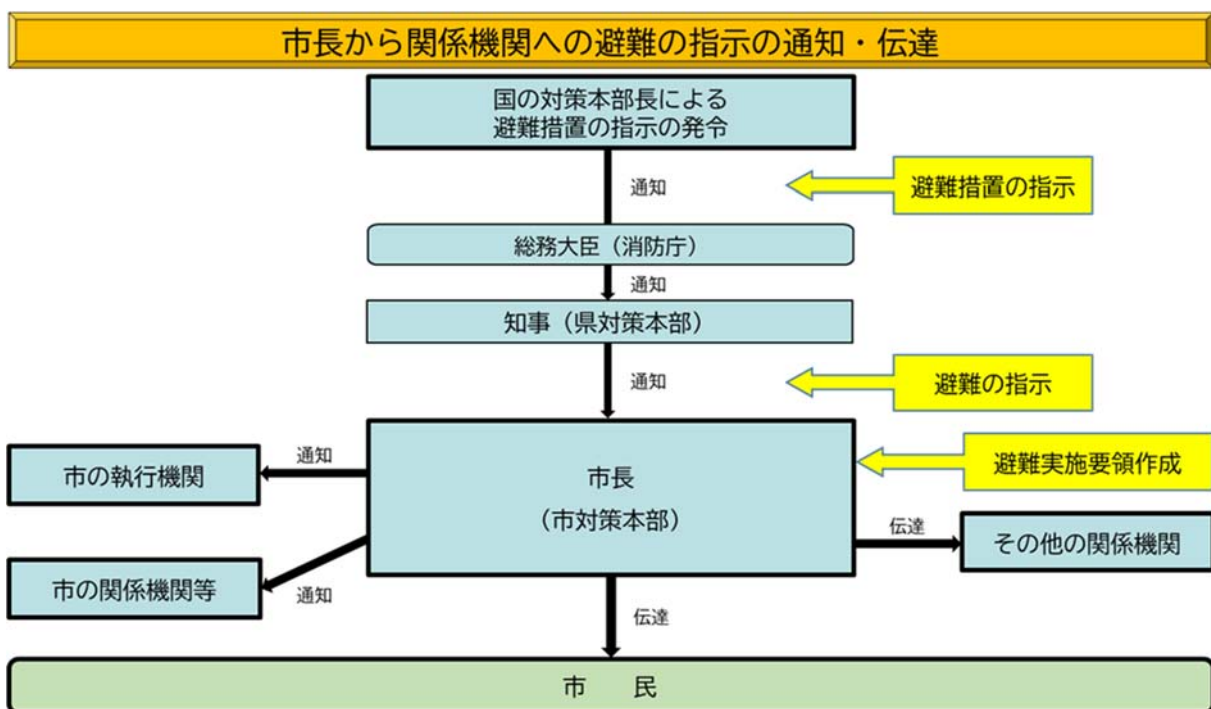 市長から関係機関への避難の指示の通知・伝達
国の対策本部長による
避難措置の指示の発令
通知
避難措置の指示
総務大臣（消防庁）
通知
知事（県対策本部）
通知
避難の指示
市の執行機関
通知
市長
（市対策本部）
避難実施要領作成
伝達
その他の関係機関
市の関係機関等
通知
伝達
市　民